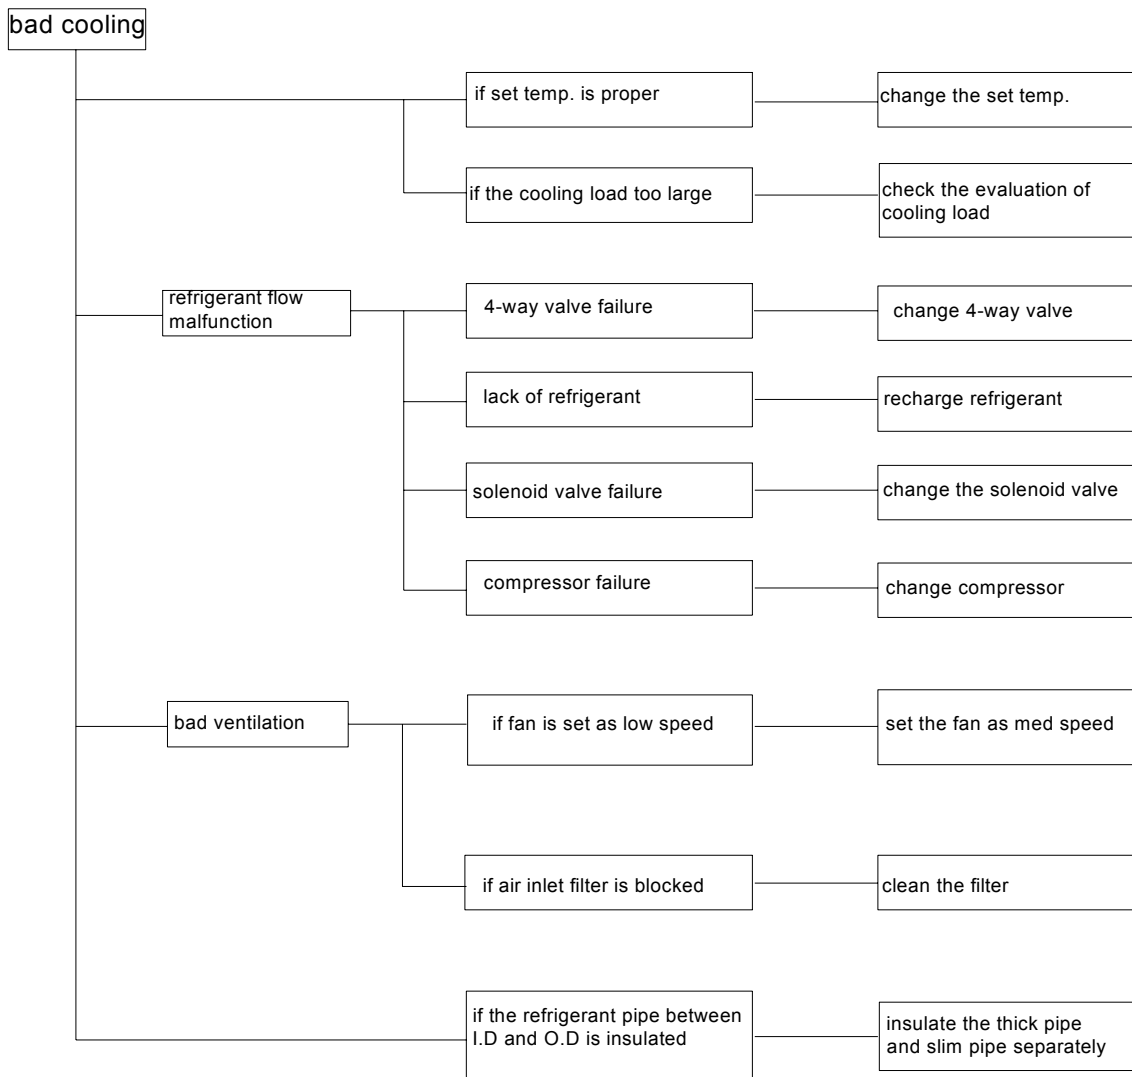 bad cooling
if set temp. is proper
change the set temp.
if the cooling load too large
check the evaluation of
cooling load
refrigerant flow
malfunction
4-way valve failure
change 4-way valve
lack of refrigerant
recharge refrigerant
solenoid valve failure
change the solenoid valve
compressor failure
change compressor
bad ventilation
if fan is set as low speed
set the fan as med speed
if air inlet filter is blocked
clean the filter
if the refrigerant pipe between
I.D and O.D is insulated
insulate the thick pipe
and slim pipe separately